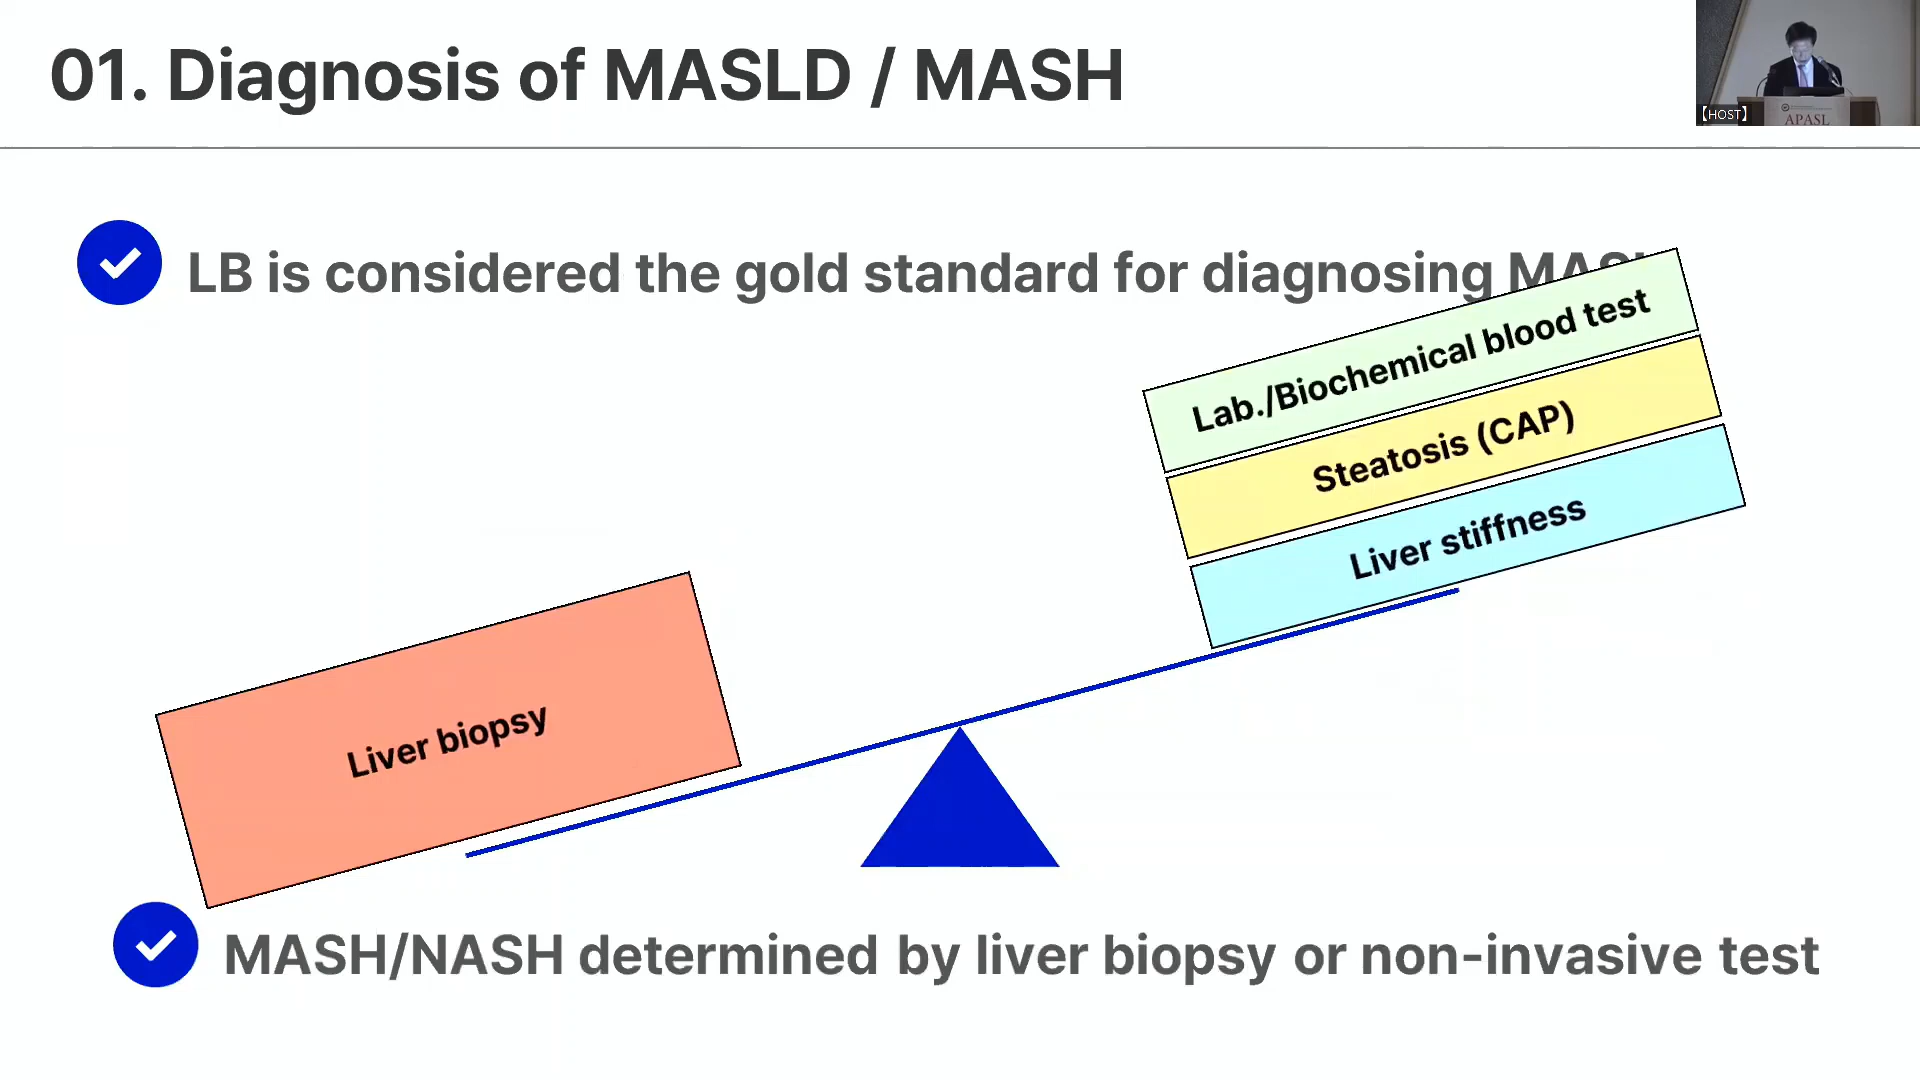 01. Diagnosis of MASLD / MASH
【HOST】
APASL
LB is considered the gold standard for diagnosing
Lab./Biochemical blood test
Steatosis (CAP)
Liver stiffness
Liver biopsy
MASH/NASH determined by liver biopsy or non-invasive test